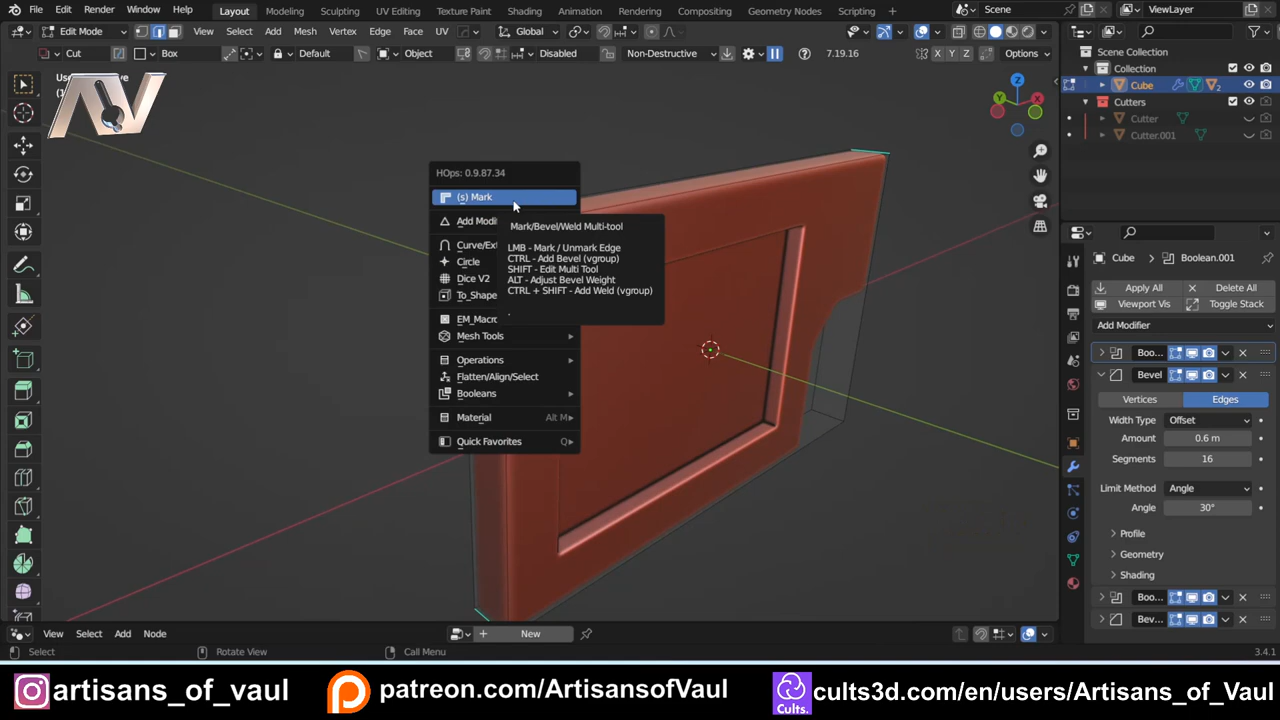 File Edit Render Window Help Layout Modeling Sculpting UV Editing Texture Paint Shading Animation Rendering Compositing Geometry Nodes Scripting Scene ViewLayer
Edit Mode View Select Add Mesh Vertex Edge Face UV Global
Cut Box Default Object Disabled Non-Destructive 7.19.16 X Y Z Options
AV
HOps: 0.9.87.34
(s) Mark
Add Modi
Curve/Ext
Circle
Dice V2
To_Shape
EM_Macro
Mesh Tools
Operations
Flatten/Align/Select
Booleans
Material Alt M
Quick Favorites Q
Mark/Bevel/Weld Multi-tool
LMB - Mark / Unmark Edge
CTRL - Add Bevel (vgroup)
SHIFT - Edit Multi Tool
ALT - Adjust Bevel Weight
CTRL + SHIFT - Add Weld (vgroup)
Z
Y
X
Scene Collection
Collection
Cube 2
Cutters
Cutter
Cutter.001
Cube Boolean.001
Apply All Delete All
Viewport Vis Toggle Stack
Add Modifier
Boo...
Bevel
Vertices Edges
Width Type Offset
Amount 0.6 m
Segments 16
Limit Method Angle
Angle 30°
Profile
Geometry
Shading
Boo...
Bev...
View Select Add Node New
Select Rotate View Call Menu 3.4.1
artisans_of_vaul patreon.com/ArtisansofVaul Cults. cults3d.com/en/users/Artisans_of_Vaul